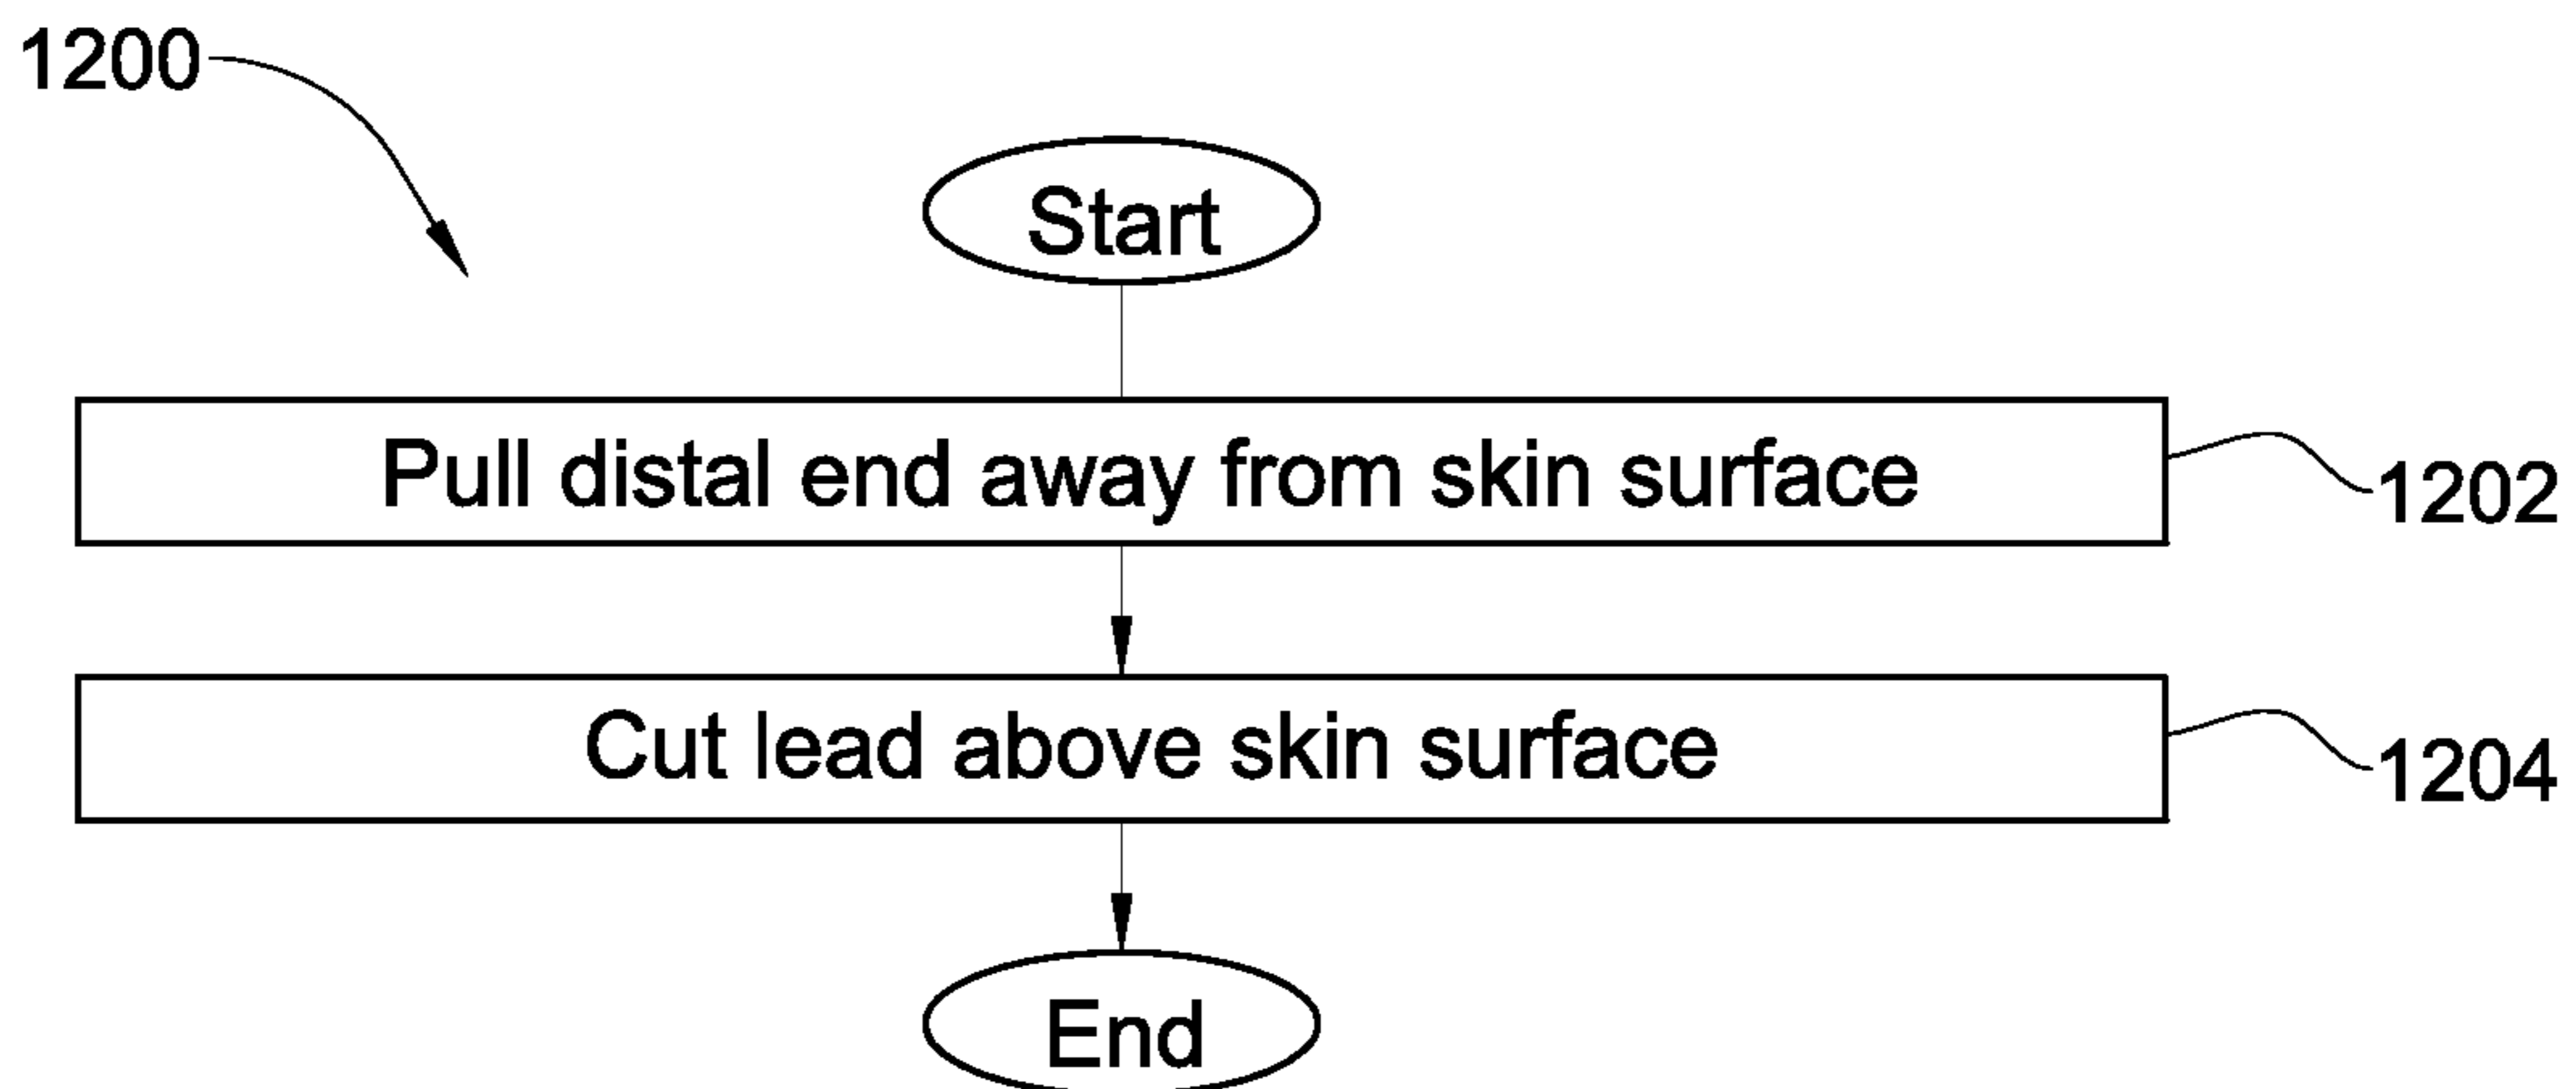 1200
Start
Pull distal end away from skin surface
1202
Cut lead above skin surface
1204
End